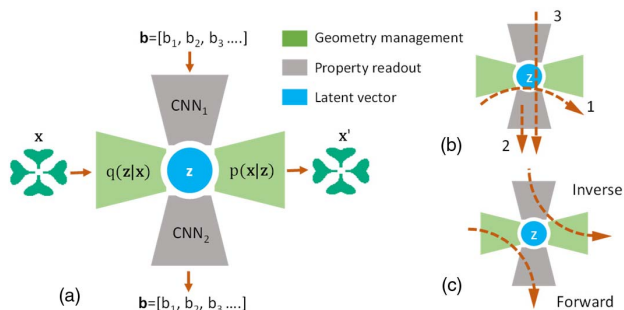 b=[b₁, b₂, b₃ ....]
Geometry management
Property readout
Latent vector
CNN₁
x
q(z|x)
z
p(x|z)
x'
CNN₂
b=[b₁, b₂, b₃ ....]
(a)
3
z
1
2
(b)
Inverse
z
(c)
Forward